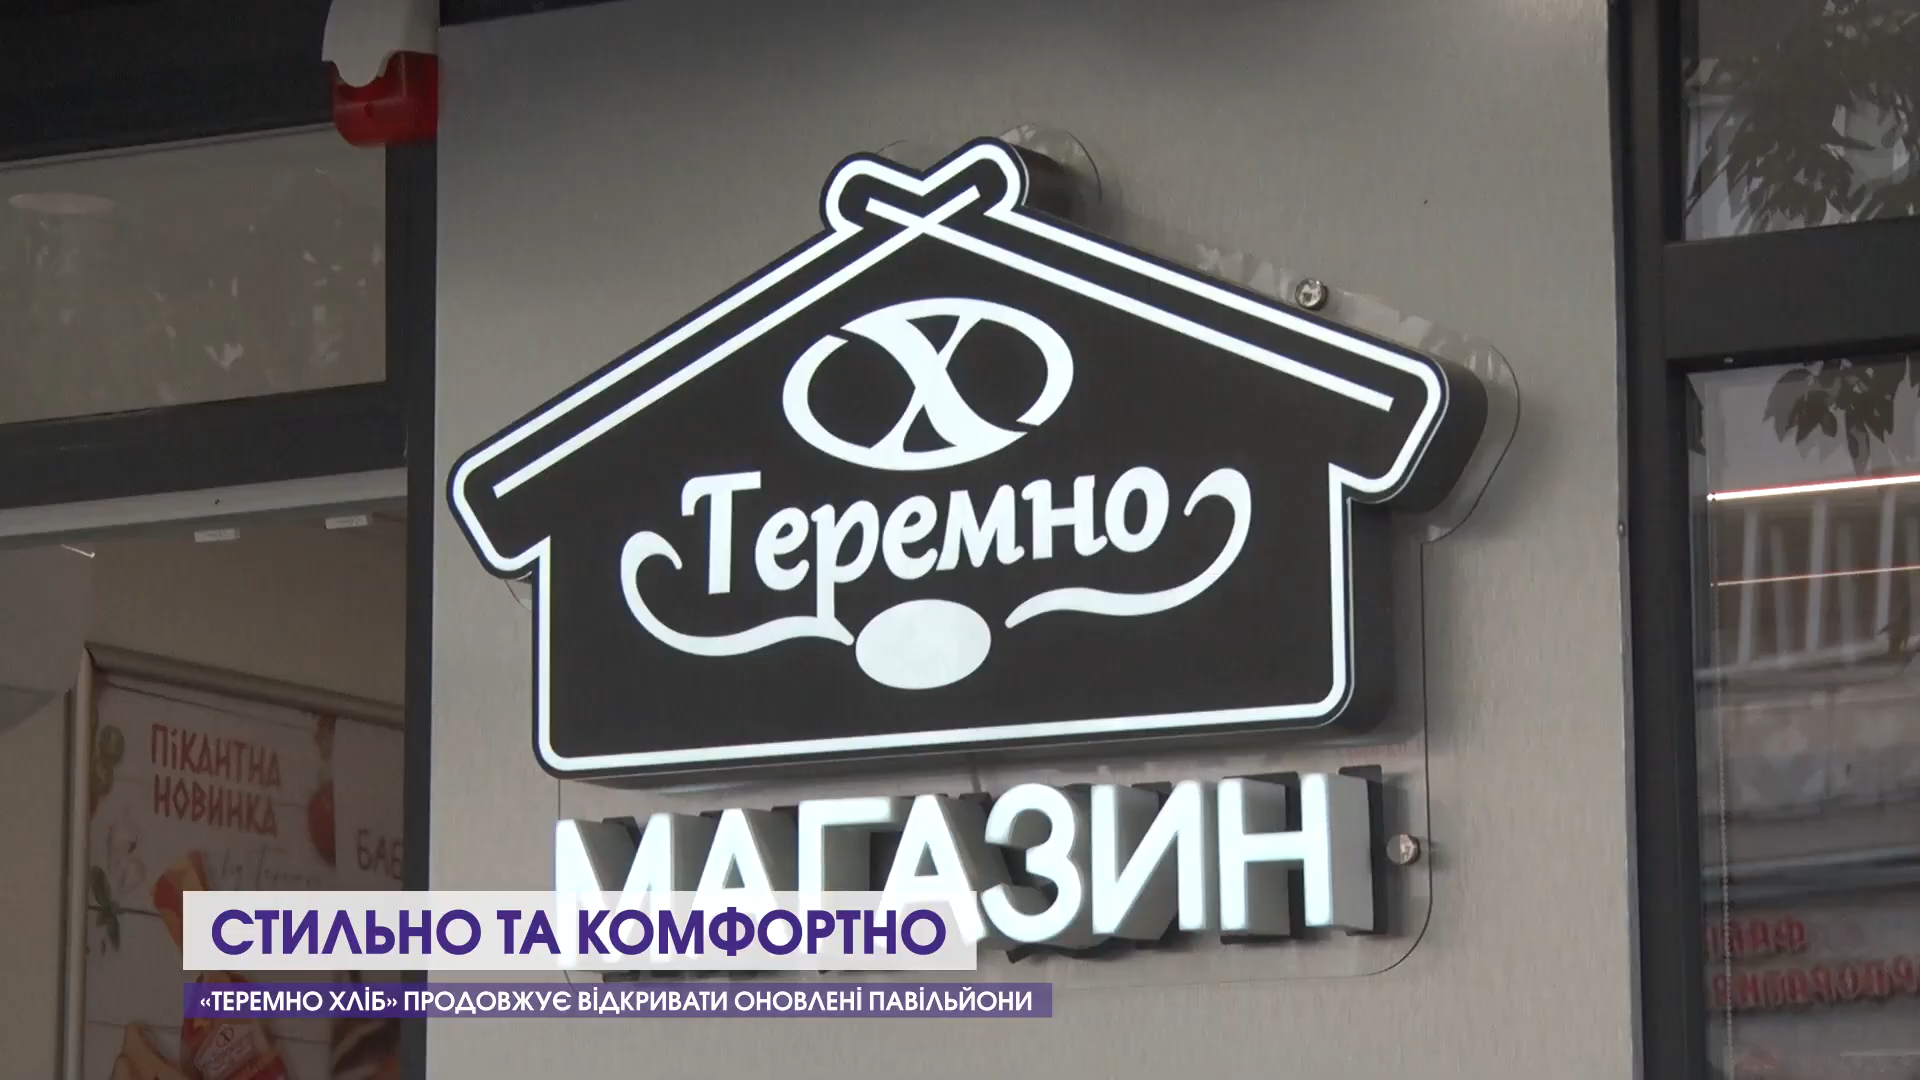 Теремно
МАГАЗИН
ПІКАНТНА
НОВИНКА
СТИЛЬНО ТА КОМФОРТНО
«ТЕРЕМНО ХЛІБ» ПРОДОВЖУЄ ВІДКРИВАТИ ОНОВЛЕНІ ПАВІЛЬЙОНИ